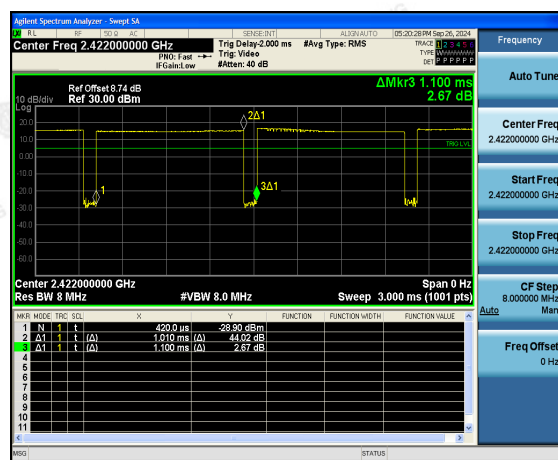 Agilent Spectrum Analyzer - Swept SA
RL RF 50 Ω AC SENSE:INT ALIGN AUTO 05:20:28 PM Sep 26, 2024
Center Freq 2.422000000 GHz
PNO: Fast
IFGain:Low
Trig Delay-2.000 ms
Trig: Video
#Atten: 40 dB
#Avg Type: RMS
TRACE 1 2 3 4 5 6
TYPE
DET P P P P P P
ΔMkr3 1.100 ms
2.67 dB
Ref Offset 8.74 dB
Ref 30.00 dBm
10 dB/div
Log
20.0
10.0
0.00
-10.0
-20.0
-30.0
-40.0
-50.0
-60.0
2Δ1
TRIG LVL
1
3Δ1
Center 2.422000000 GHz
Res BW 8 MHz
#VBW 8.0 MHz
Span 0 Hz
Sweep 3.000 ms (1001 pts)
MKR MODE TRC SCL X Y FUNCTION FUNCTION WIDTH FUNCTION VALUE
1 N 1 t 420.0 µs -28.90 dBm
2 Δ1 1 t (Δ) 1.010 ms (Δ) 44.02 dB
3 Δ1 1 t (Δ) 1.100 ms (Δ) 2.67 dB
4
5
6
7
8
9
10
11
MSG STATUS
Frequency
Auto Tune
Center Freq
2.422000000 GHz
Start Freq
2.422000000 GHz
Stop Freq
2.422000000 GHz
CF Step
8.000000 MHz
Auto Man
Freq Offset
0 Hz